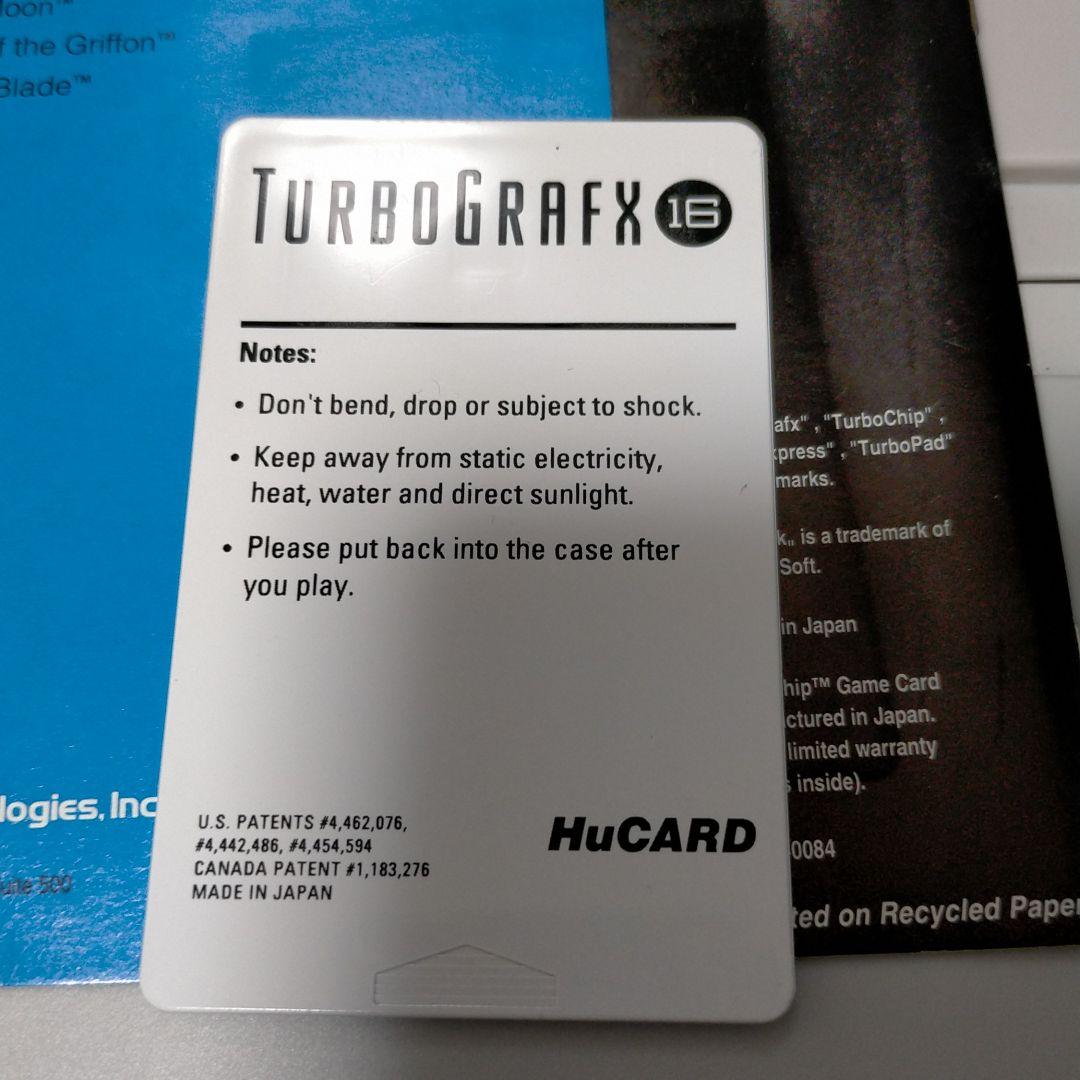 f the Griffon™
Blade™
TURBOGRAFX 16
Notes:
• Don't bend, drop or subject to shock.
• Keep away from static electricity,
heat, water and direct sunlight.
• Please put back into the case after
you play.
U.S. PATENTS #4,462,076,
#4,442,486, #4,454,594
CANADA PATENT #1,183,276
MADE IN JAPAN
HuCARD
logies, Inc
500
afx" , "TurboChip" ,
press" , "TurboPad"
marks.
is a trademark of
Soft.
in Japan
hip™ Game Card
ctured in Japan.
limited warranty
inside).
0084
ted on Recycled Paper